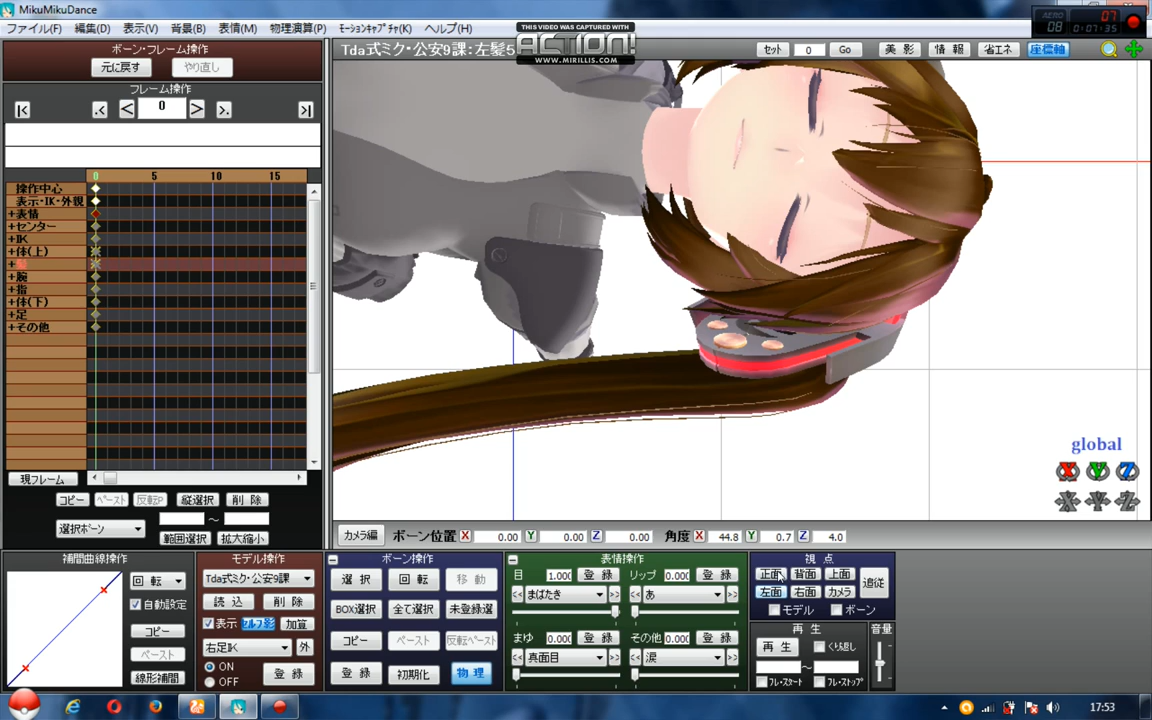 MikuMikuDance
ファイル(F) 編集(D) 表示(V) 背景(B) 表情(M) 物理演算(P) ﾓｰｼｮﾝｷｬﾌﾟﾁｬ(K) ヘルプ(H)
THIS VIDEO WAS CAPTURED WITH
ACTION!
WWW.MIRILLIS.COM
AERO
08
07
0:07:35
ボーン・フレーム操作
元に戻す やり直し
Tda式ミク・公安9課:左髪5
セット 0 Go 美 影 情 報 省エネ 座標軸
フレーム操作
|< .< < 0 > >. >|
0 5 10 15
操作中心
表示・IK・外観
+表情
+センター
+IK
+体(上)
+髪
+腕
+指
+体(下)
+足
+その他
global
X Y Z
X Y Z
現フレーム
コピー ペースト 反転P 縦選択 削 除
選択ボーン ～
範囲選択 拡大縮小
カメラ編 ボーン位置 X 0.00 Y 0.00 Z 0.00 角度 X 44.8 Y 0.7 Z 4.0
補間曲線操作
回 転
自動設定
コピー
ペースト
線形補間
モデル操作
Tda式ミク・公安9課
読 込 削 除
表示 セルフ影 加算
右足IK 外
ON
OFF
登 録
ボーン操作
選 択 回 転 移 動
BOX選択 全て選択 未登録選
コピー ペースト 反転ペースト
登 録 初期化 物 理
表情操作
目 1.000 登 録 リップ 0.000 登 録
<< まばたき >> << あ >>
まゆ 0.000 登 録 その他 0.000 登 録
<< 真面目 >> << 涙 >>
視 点
正面 背面 上面
左面 右面 カメラ
追従
モデル ボーン
再 生
再 生 くり返し
～
フレ・スタート フレ・ストップ
音量
17:53